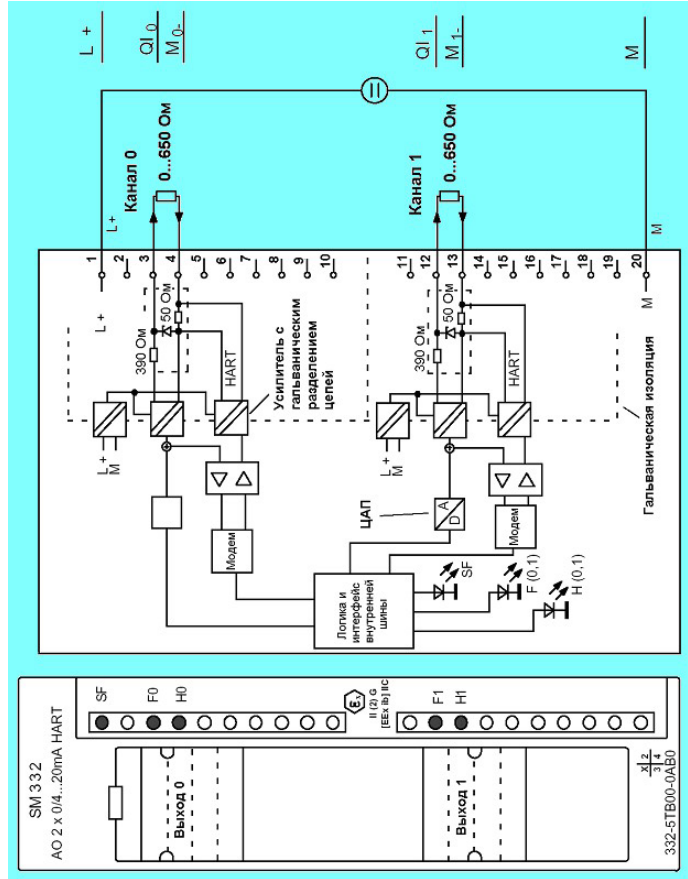 L +
QI 0
M 0-
QI 1
M 1-
M
L +
Канал 0
0...650 Ом
Канал 1
0...650 Ом
M
1
2
3
4
5
6
7
8
9
10
11
12
13
14
15
16
17
18
19
20
L +
390 Ом
50 Ом
HART
Усилитель с
гальваническим
разделением
цепей
390 Ом
50 Ом
HART
M
Гальваническая изоляция
L +
M
L +
M
ЦАП
A
D
Модем
Модем
Логика и
интерфейс
внутренней
шины
SF
F (0,1)
H (0,1)
SM 332
AO 2 x 0/4...20mA HART
SF
F0
H0
Ex
II (2) G
[EEx ib] IIC
F1
H1
Выход 0
Выход 1
X 2
3 4
332-5TB00-0AB0